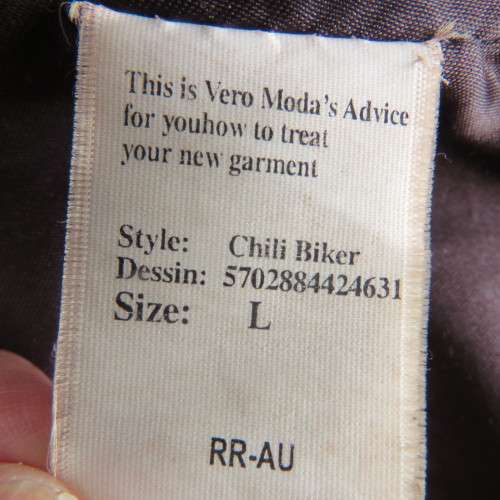 This is Vero Moda's Advice
for youhow to treat
your new garment
Style: Chili Biker
Dessin: 5702884424631
Size: L
RR-AU